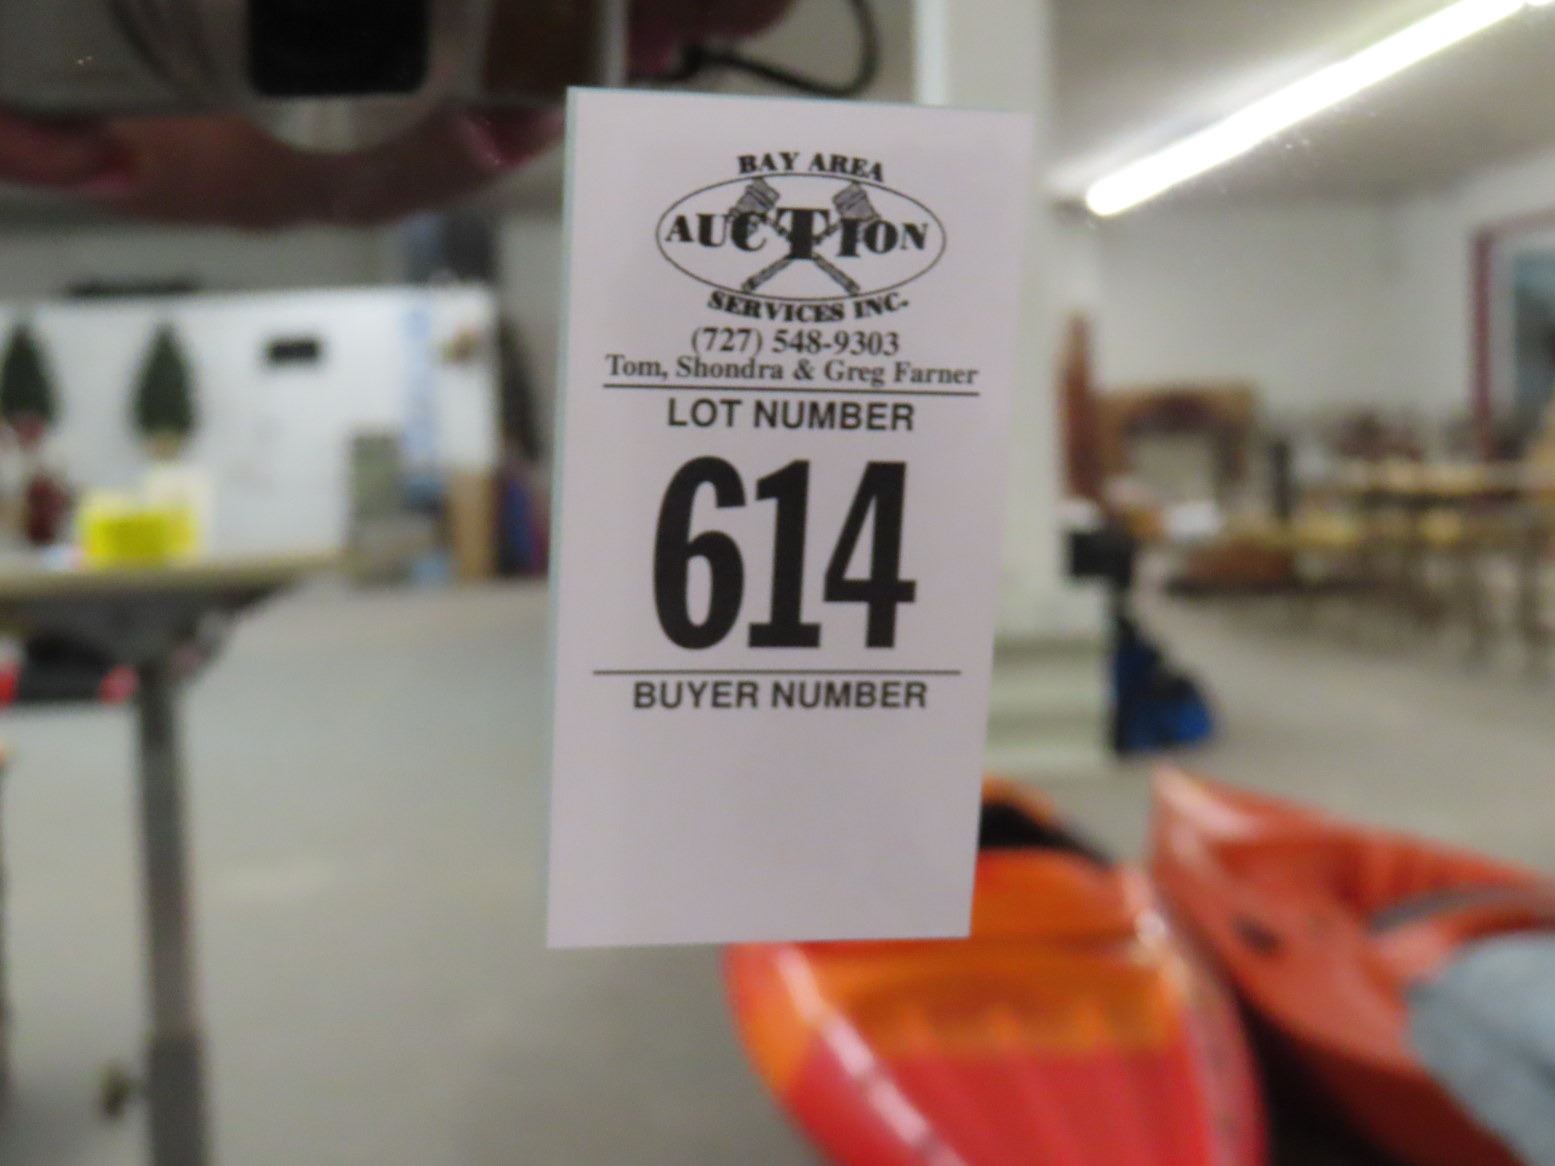 BAY AREA
AUCTION
SERVICES INC.
(727) 548-9303
Tom, Shondra & Greg Farner
LOT NUMBER
614
BUYER NUMBER